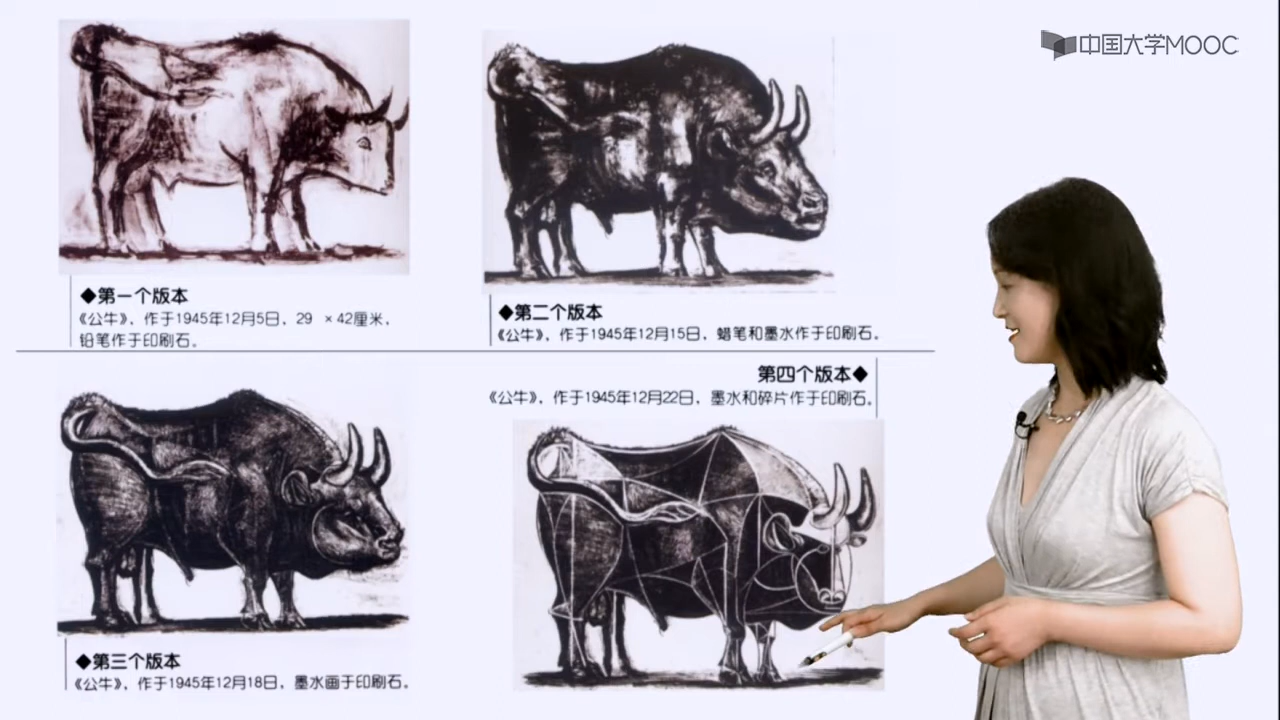 中国大学MOOC
◆第一个版本
《公牛》，作于1945年12月5日，29 ×42厘米，
铅笔作于印刷石。
◆第二个版本
《公牛》，作于1945年12月15日，蜡笔和墨水作于印刷石。
◆第三个版本
《公牛》，作于1945年12月18日，墨水画于印刷石。
第四个版本◆
《公牛》，作于1945年12月22日，墨水和碎片作于印刷石。